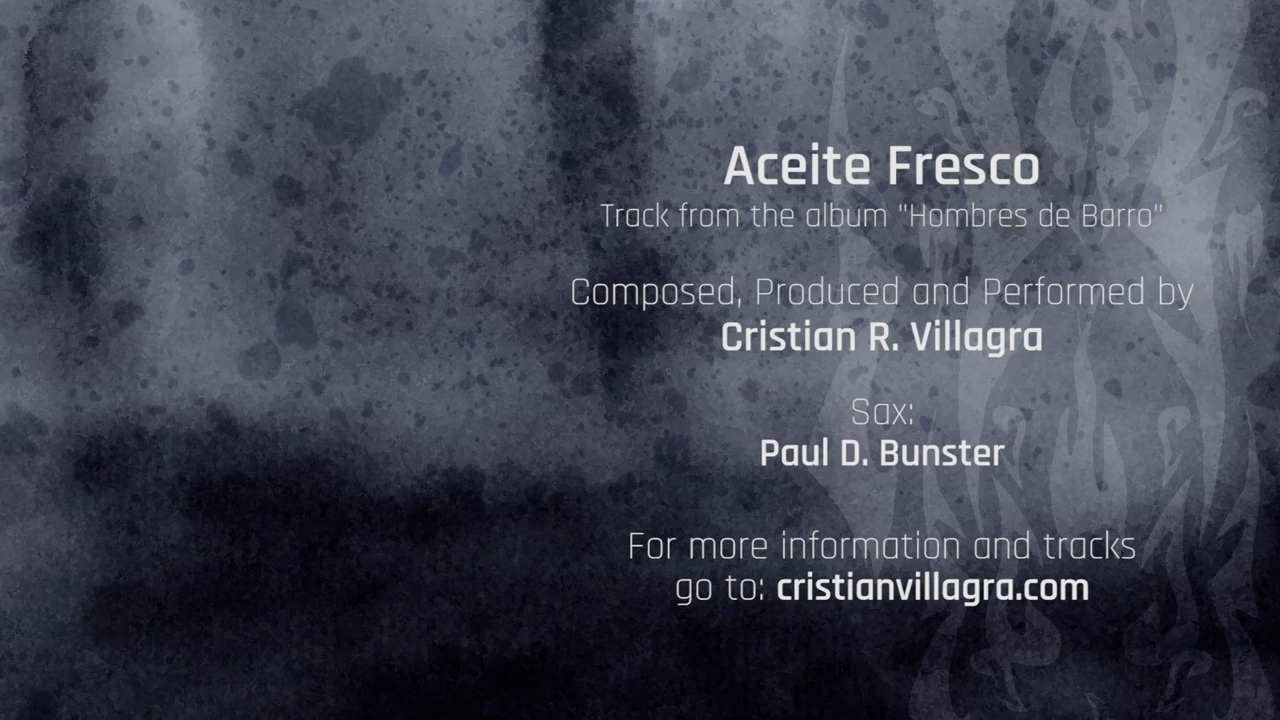 Aceite Fresco
Track from the album "Hombres de Barro"
Composed, Produced and Performed by
Cristian R. Villagra
Sax:
Paul D. Bunster
For more information and tracks
go to: cristianvillagra.com